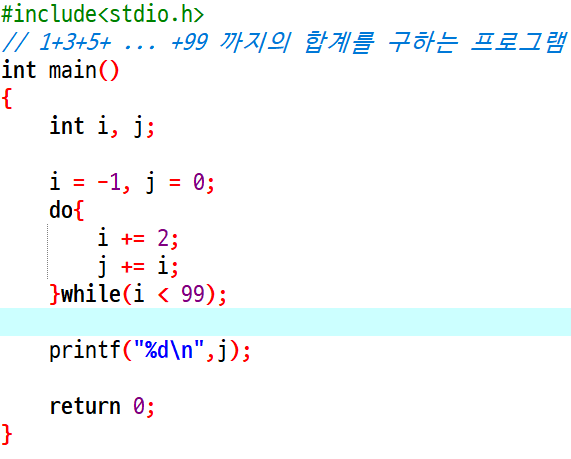 #include<stdio.h>
// 1+3+5+ ... +99 까지의 합계를 구하는 프로그램
int main()
{
    int i, j;

    i = -1, j = 0;
    do{
        i += 2;
        j += i;
    }while(i < 99);

    printf("%d\n",j);

    return 0;
}